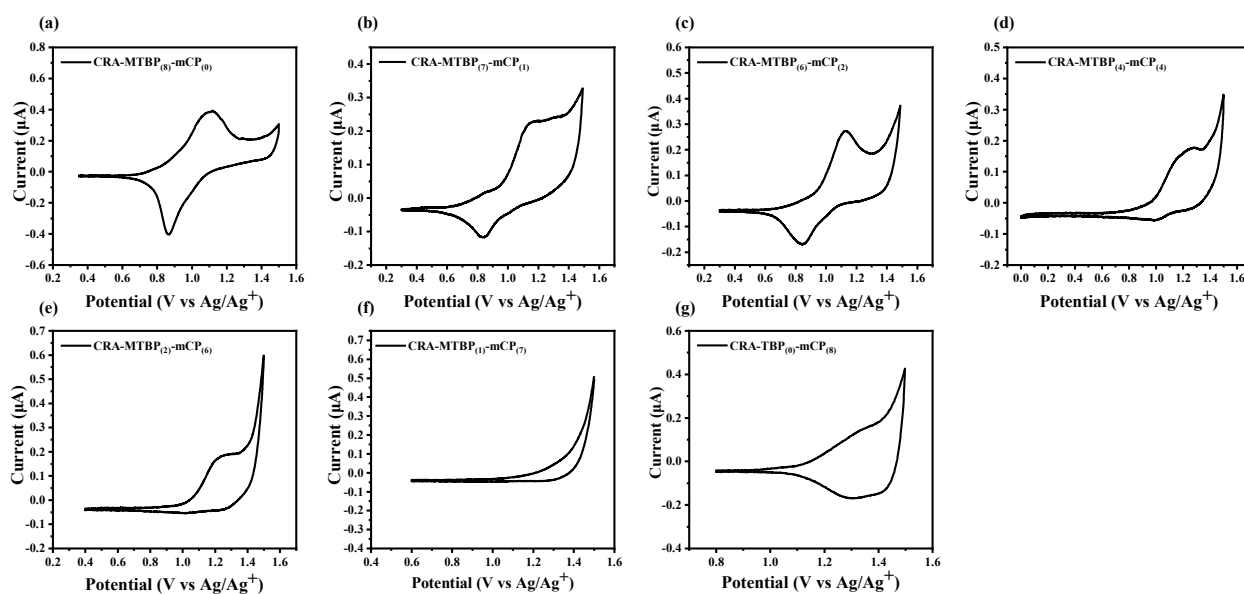 (a)
CRA-MTBP(8)-mCP(0)
Current (μA)
0.8
0.6
0.4
0.2
0.0
-0.2
-0.4
-0.6
0.2 0.4 0.6 0.8 1.0 1.2 1.4 1.6
Potential (V vs Ag/Ag+)
(b)
CRA-MTBP(7)-mCP(1)
Current (μA)
0.3
0.2
0.1
0.0
-0.1
-0.2
0.2 0.4 0.6 0.8 1.0 1.2 1.4 1.6
Potential (V vs Ag/Ag+)
(c)
CRA-MTBP(6)-mCP(2)
Current (μA)
0.6
0.5
0.4
0.3
0.2
0.1
0.0
-0.1
-0.2
0.2 0.4 0.6 0.8 1.0 1.2 1.4 1.6
Potential (V vs Ag/Ag+)
(d)
CRA-MTBP(4)-mCP(4)
Current (μA)
0.5
0.4
0.3
0.2
0.1
0.0
-0.1
-0.2
0.0 0.2 0.4 0.6 0.8 1.0 1.2 1.4 1.6
Potential (V vs Ag/Ag+)
(e)
CRA-MTBP(2)-mCP(6)
Current (μA)
0.7
0.6
0.5
0.4
0.3
0.2
0.1
0.0
-0.1
-0.2
0.4 0.6 0.8 1.0 1.2 1.4 1.6
Potential (V vs Ag/Ag+)
(f)
CRA-MTBP(1)-mCP(7)
Current (μA)
0.7
0.6
0.5
0.4
0.3
0.2
0.1
0.0
-0.1
-0.2
-0.3
-0.4
0.4 0.6 0.8 1.0 1.2 1.4 1.6
Potential (V vs Ag/Ag+)
(g)
CRA-TBP(0)-mCP(8)
Current (μA)
0.6
0.4
0.2
0.0
-0.2
-0.4
0.8 1.0 1.2 1.4 1.6
Potential (V vs Ag/Ag+)